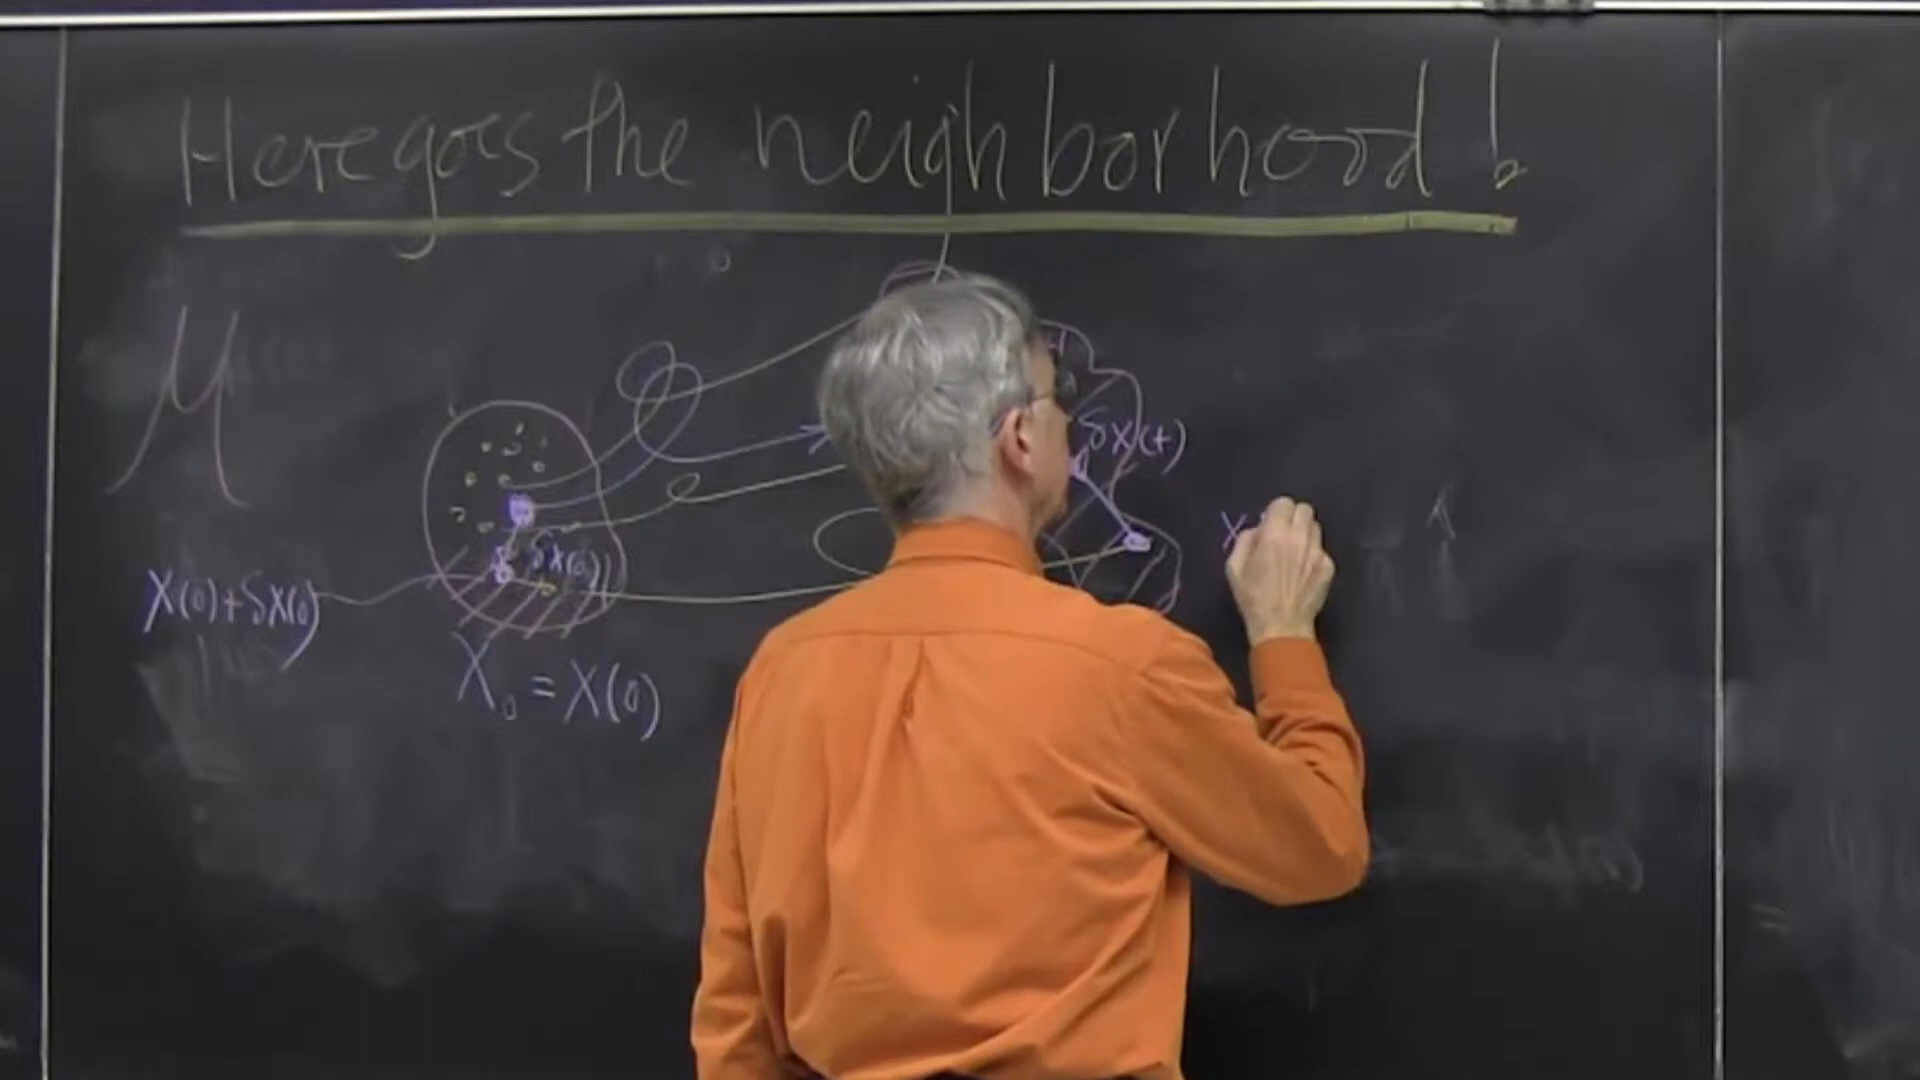 Here goes the neighborhood!
M
δX(t)
X
δX(0)
X(0)+δX(0)
X₀ = X(0)